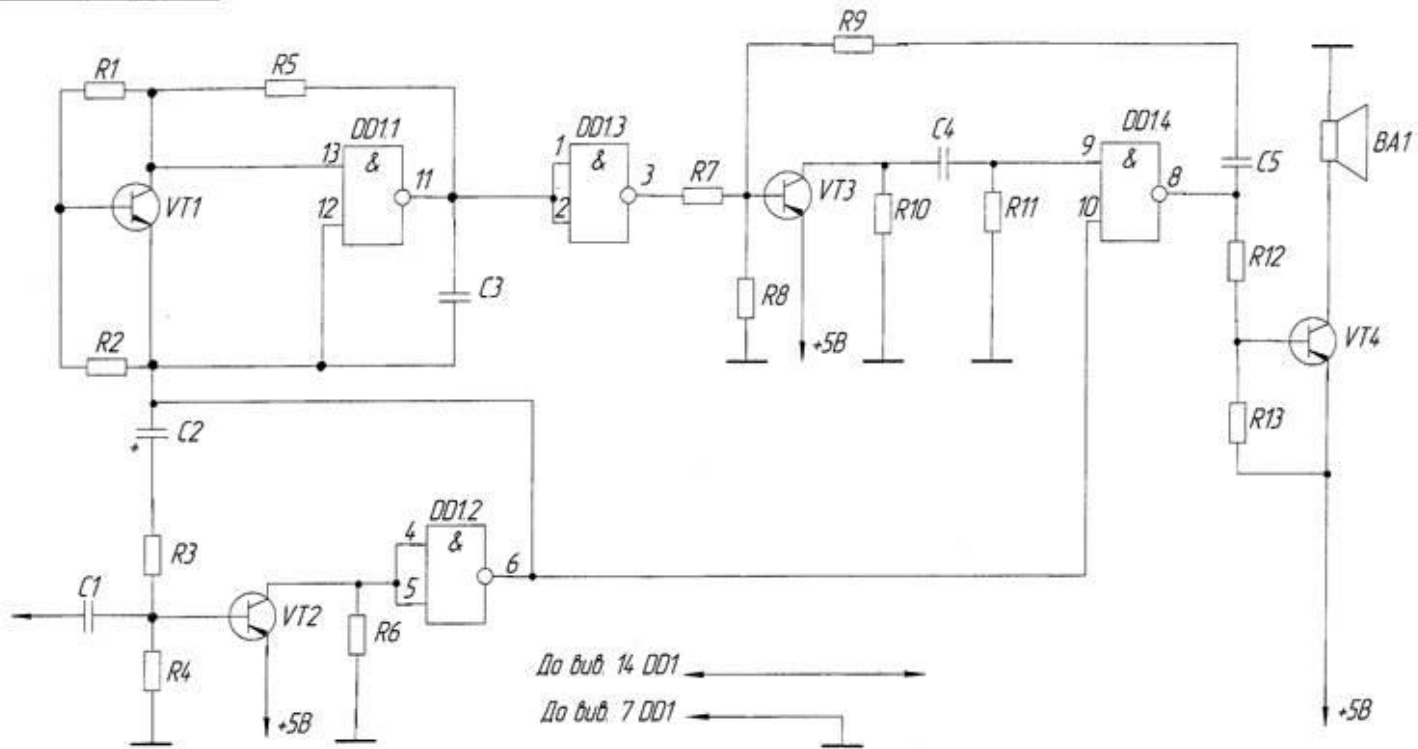 R9
R1
R5
DD1.1
&
13
12
11
VT1
DD1.3
&
1
2
3
R7
VT3
C4
R10
R11
DD1.4
&
9
10
8
C5
BA1
R12
R8
C3
R2
+5В
VT4
R13
C2
+
R3
DD1.2
&
4
5
6
C1
VT2
R6
R4
+5В
До вив. 14 DD1
До вив. 7 DD1
+5В